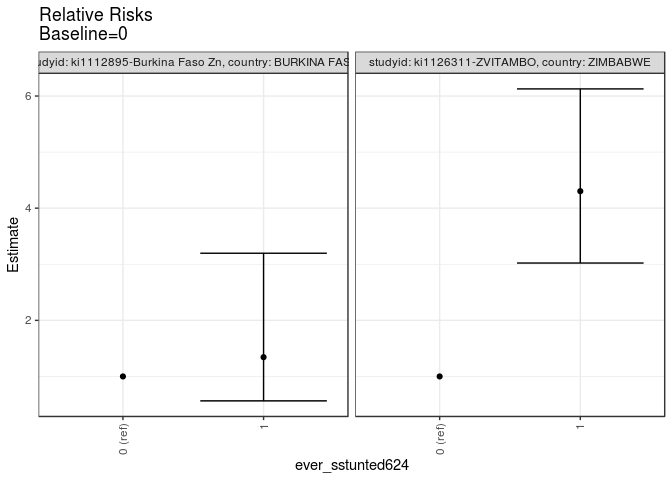 Relative Risks
Baseline=0
udyid: ki1112895-Burkina Faso Zn, country: BURKINA FAS
studyid: ki1126311-ZVITAMBO, country: ZIMBABWE
6
4
2
Estimate
0 (ref)
1
0 (ref)
1
ever_sstunted624